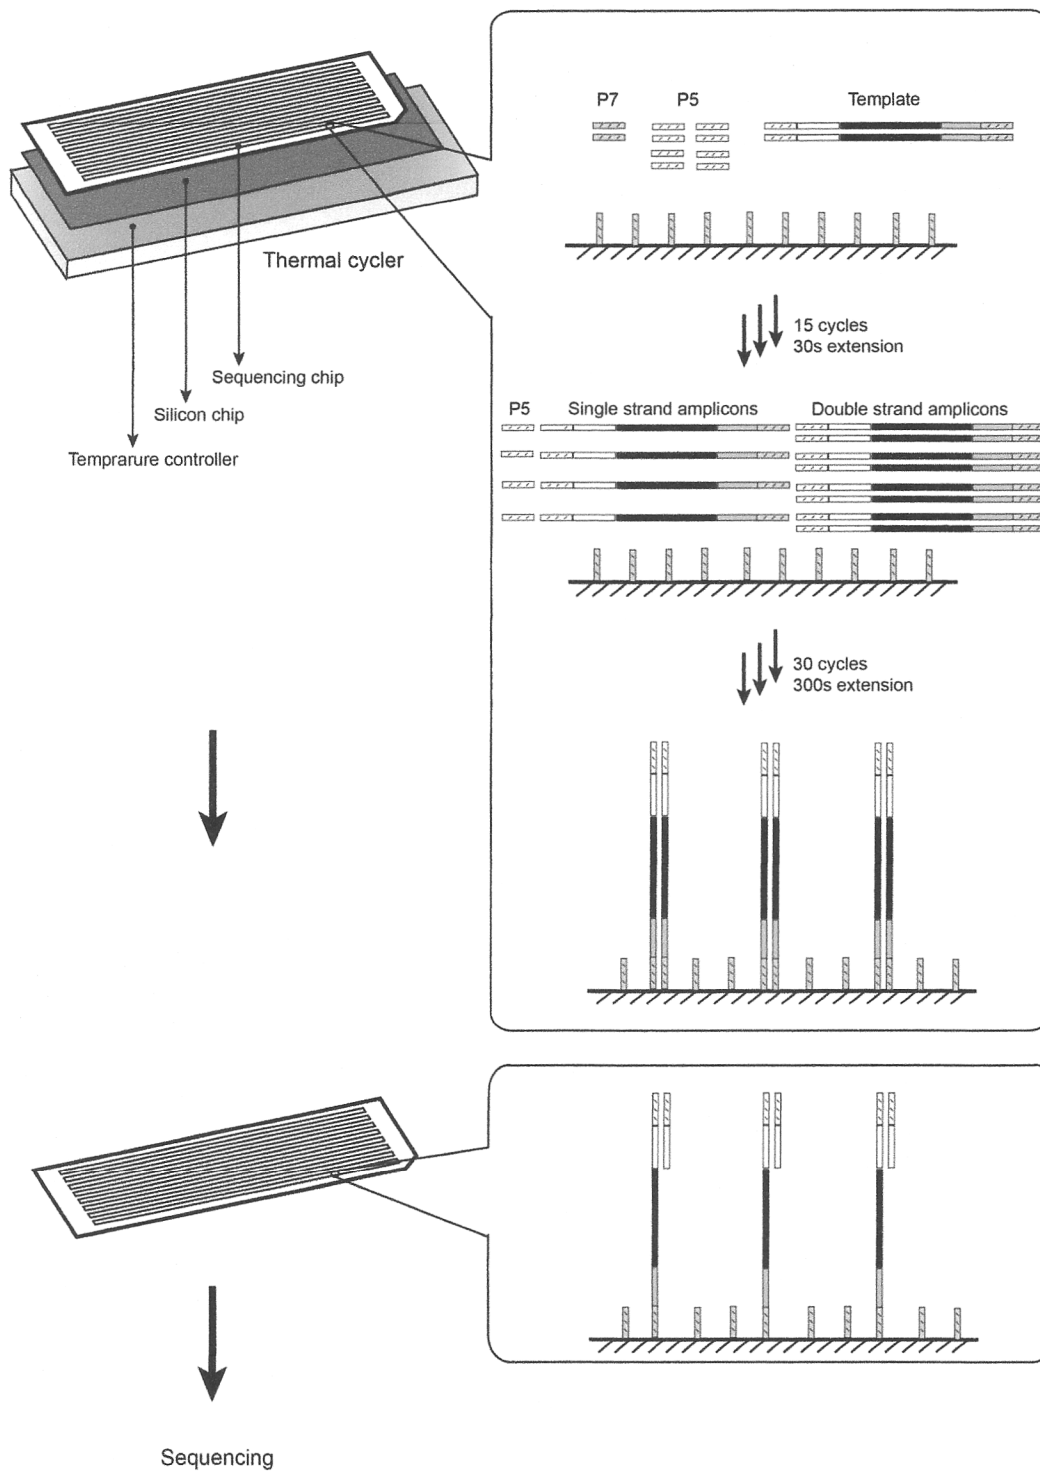 P7
P5
Template
Thermal cycler
Sequencing chip
Silicon chip
Temprarure controller
15 cycles
30s extension
P5
Single strand amplicons
Double strand amplicons
30 cycles
300s extension
Sequencing